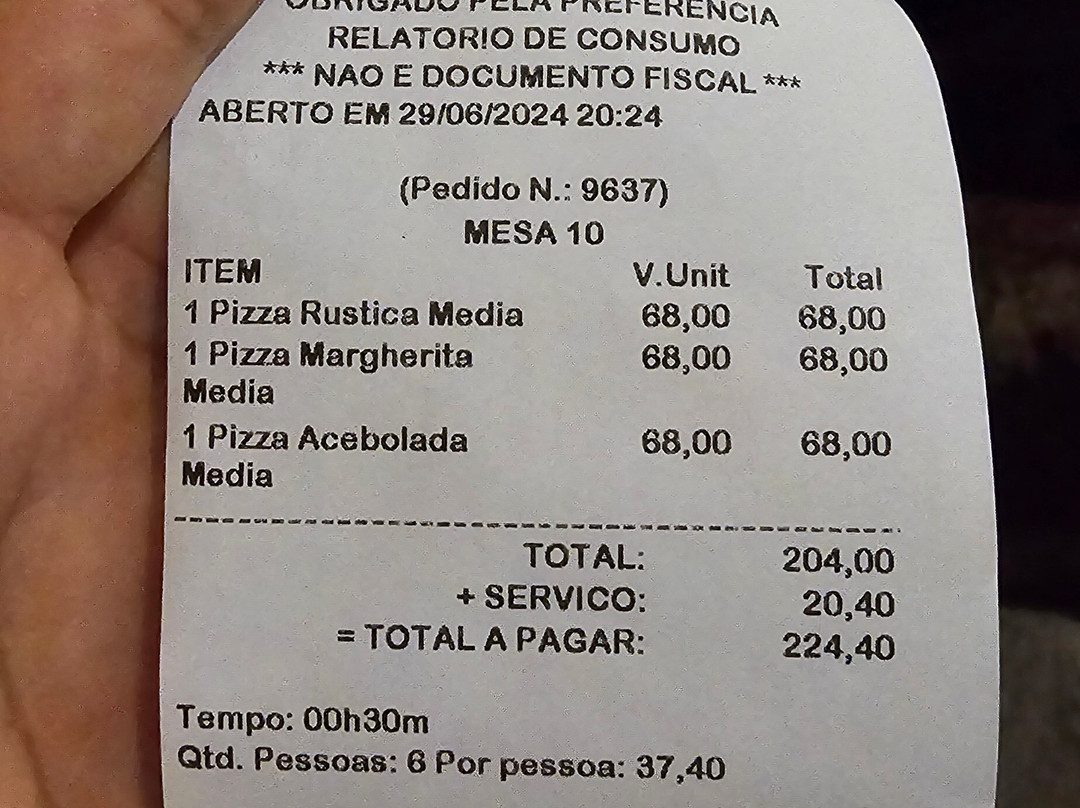 OBRIGADO PELA PREFERENCIA
RELATORIO DE CONSUMO
*** NAO E DOCUMENTO FISCAL ***
ABERTO EM 29/06/2024 20:24
(Pedido N.: 9637)
MESA 10
ITEM V.Unit Total
1 Pizza Rustica Media 68,00 68,00
1 Pizza Margherita 68,00 68,00
Media
1 Pizza Acebolada 68,00 68,00
Media
TOTAL: 204,00
+ SERVICO: 20,40
= TOTAL A PAGAR: 224,40
Tempo: 00h30m
Qtd. Pessoas: 6 Por pessoa: 37,40